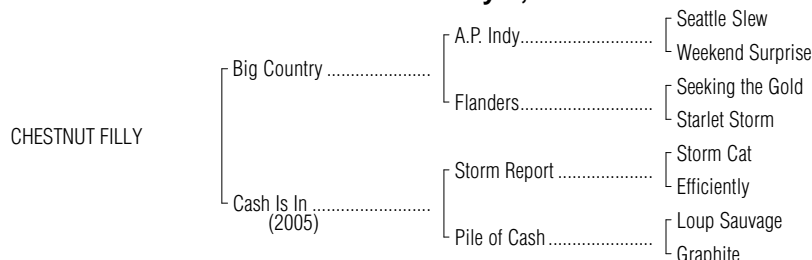 Seattle Slew
A.P. Indy
Weekend Surprise
Big Country
Seeking the Gold
Flanders
Starlet Storm
CHESTNUT FILLY
Storm Cat
Storm Report
Efficiently
Cash Is In
(2005)
Loup Sauvage
Pile of Cash
Graphite